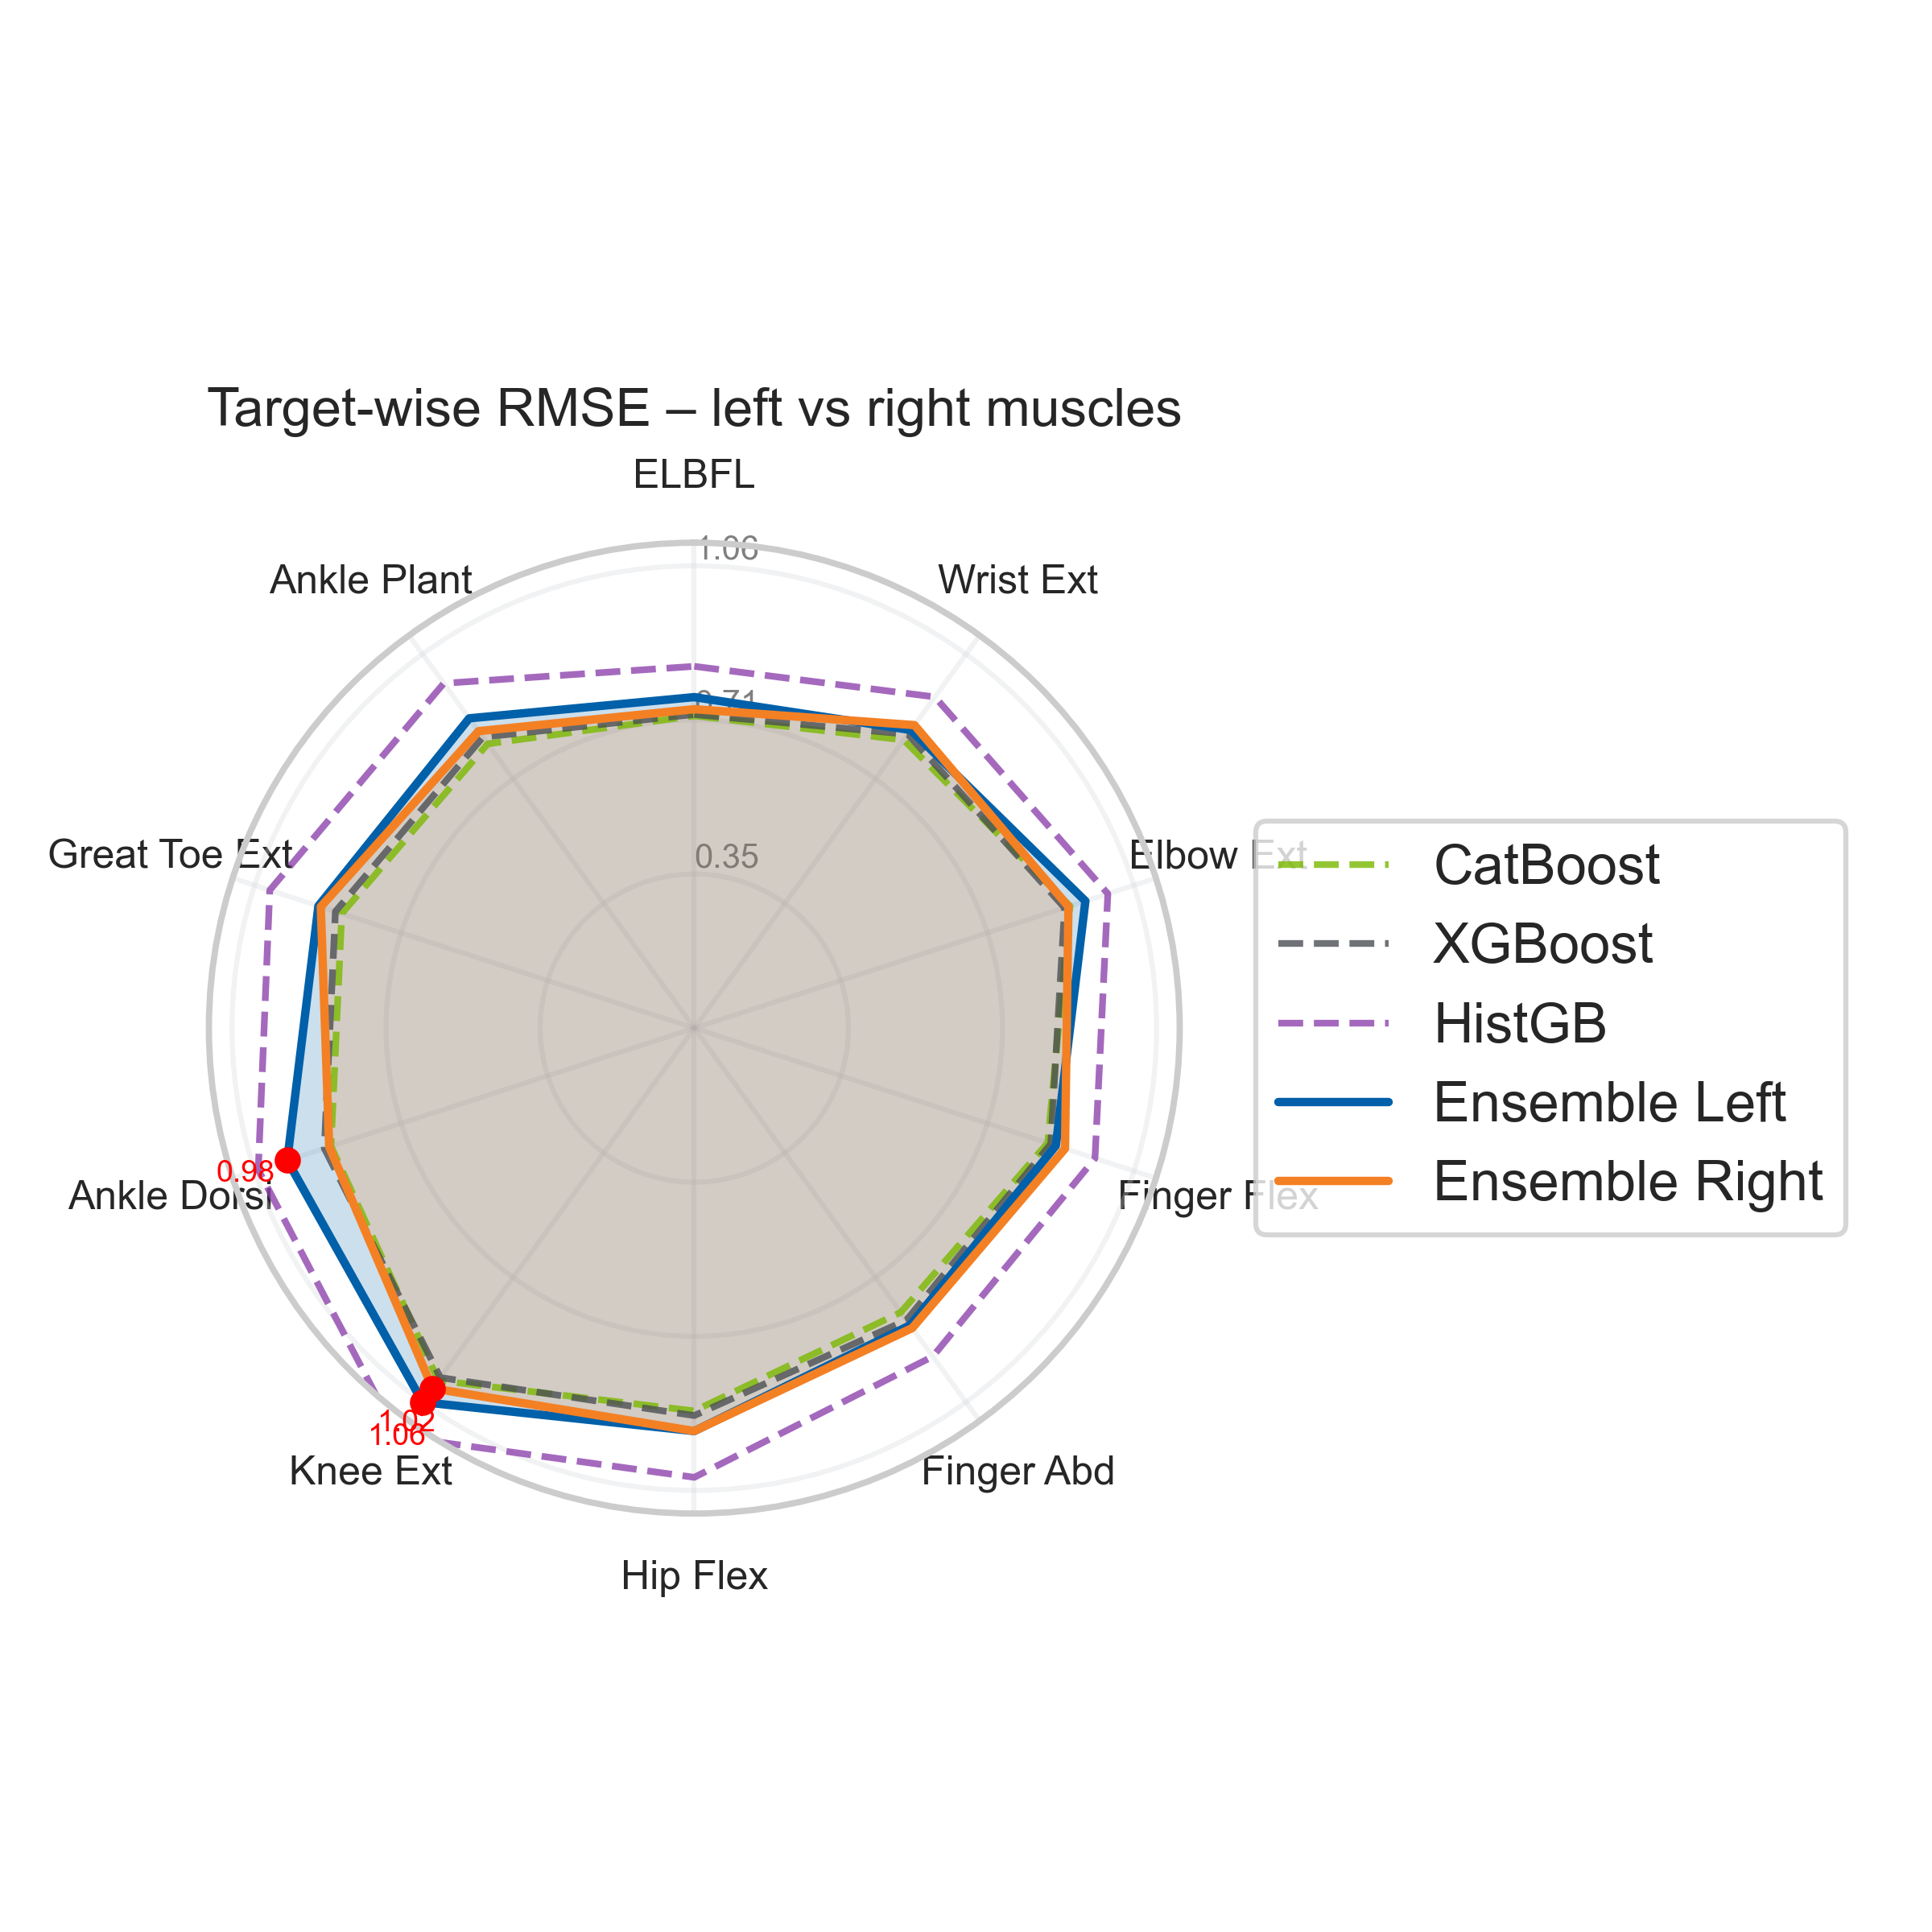 Target-wise RMSE – left vs right muscles
ELBFL
1.06
Ankle Plant
Wrist Ext
0.71
0.35
Great Toe Ext
Elbow Ext
CatBoost
XGBoost
HistGB
Ensemble Left
Ensemble Right
0.98
Ankle Dorsi
Finger Flex
1.02
1.06
Knee Ext
Finger Abd
Hip Flex